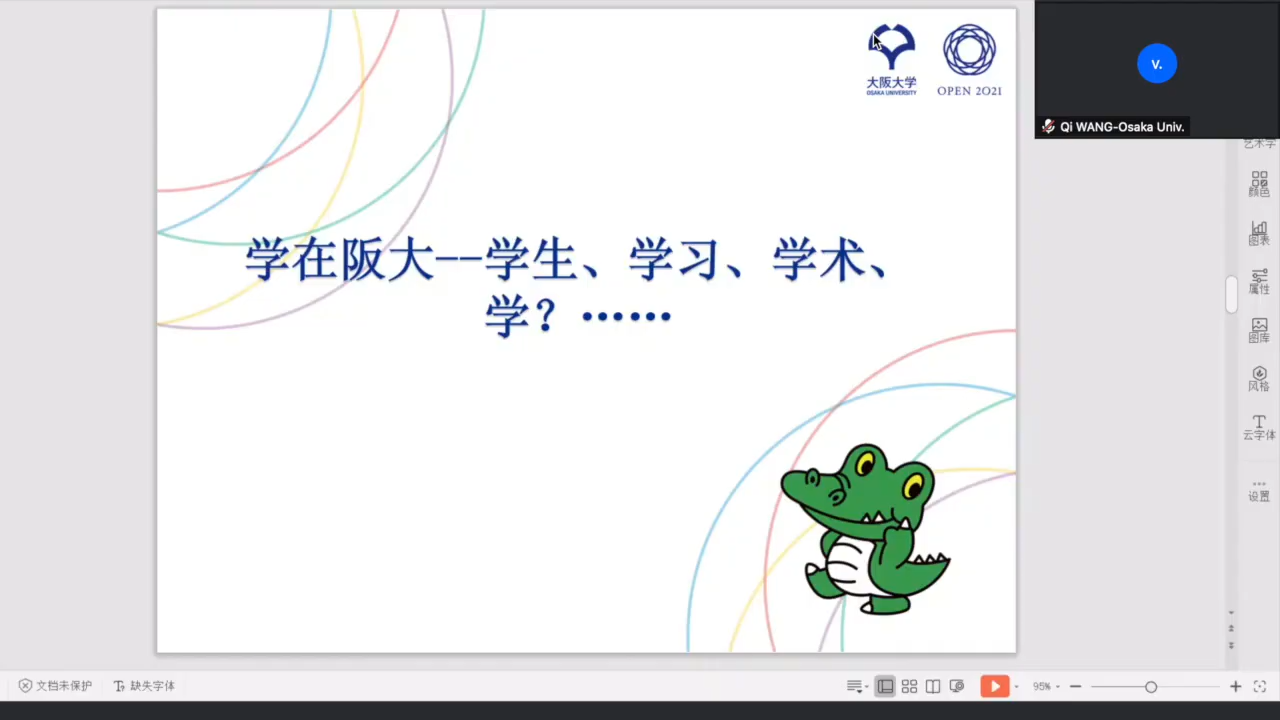 大阪大学
OSAKA UNIVERSITY
OPEN 2021
V.
Qi WANG-Osaka Univ.
学在阪大--学生、学习、学术、
学？……
艺术字
颜色
图表
属性
图库
风格
云字体
设置
文档未保护
缺失字体
95%